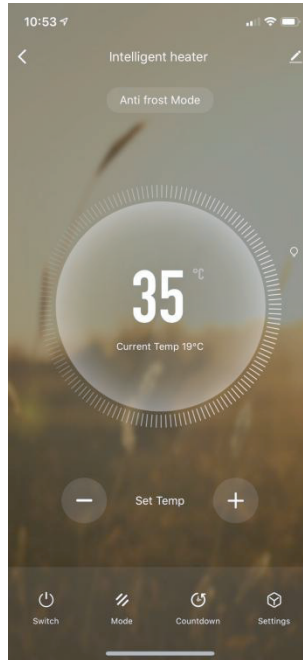 10:53
Intelligent heater
Anti frost Mode
35 °C
Current Temp 19°C
Set Temp
Switch Mode Countdown Settings